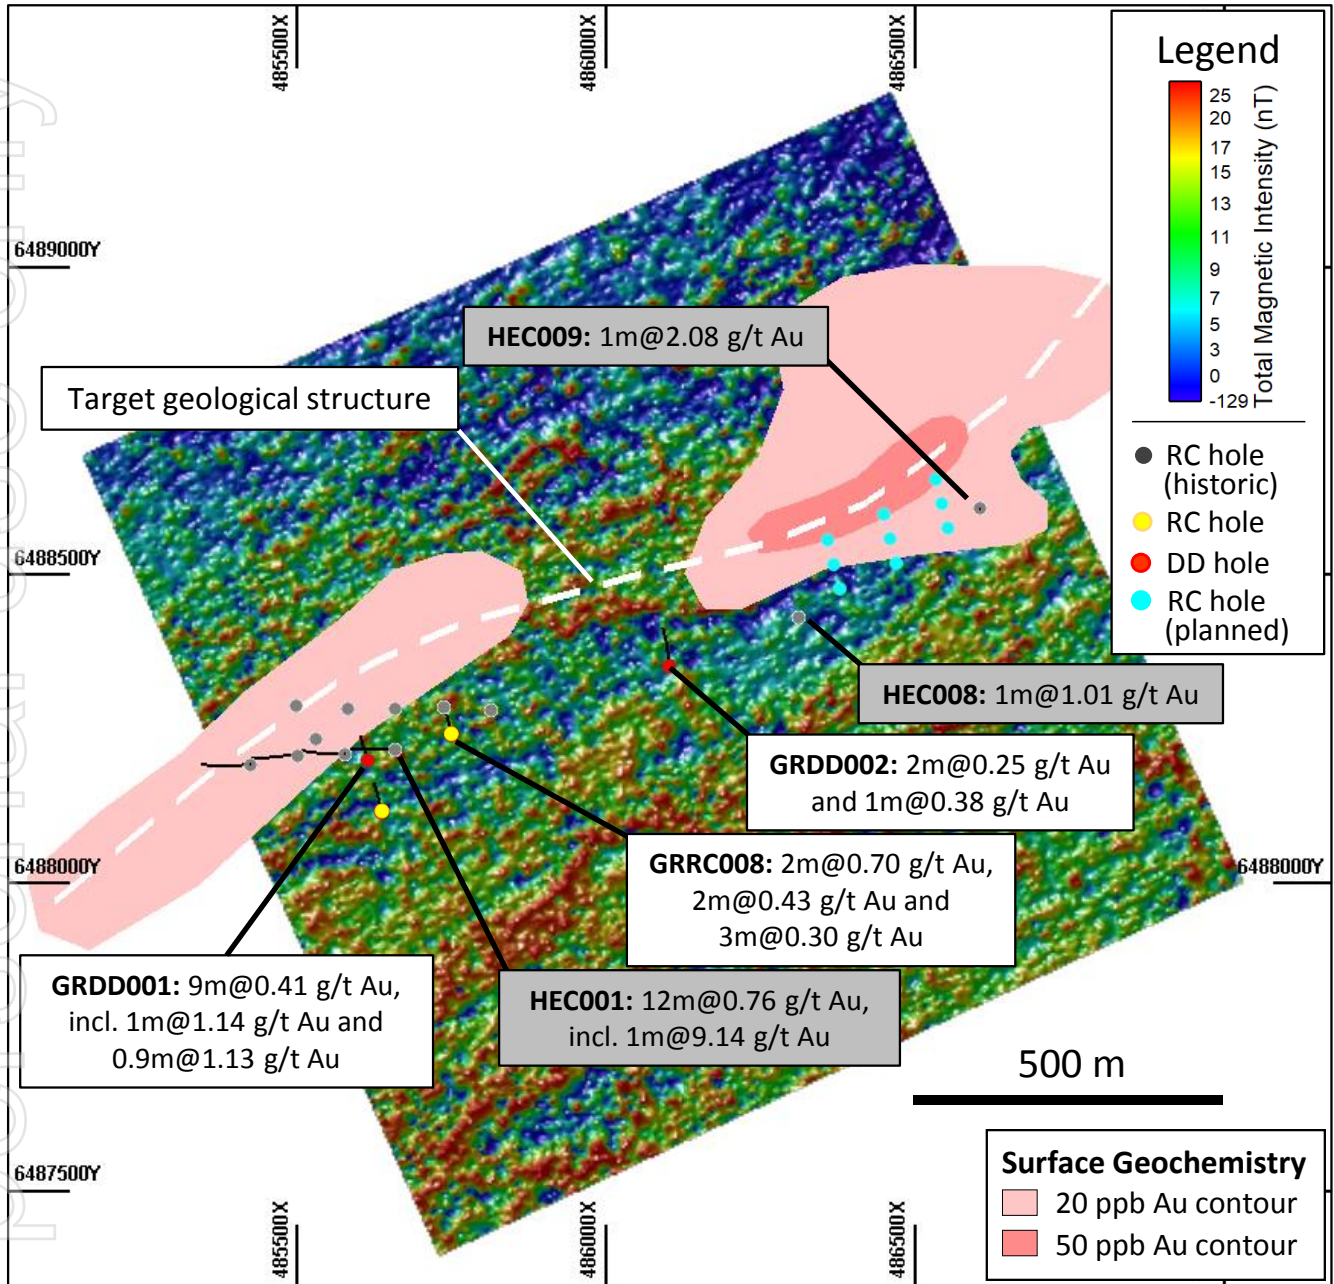 485500X
486000X
486500X
Legend
25
20
17
15
13
11
9
7
5
3
0
-129
Total Magnetic Intensity (nT)
RC hole
(historic)
RC hole
DD hole
RC hole
(planned)
6489000Y
HEC009: 1m@2.08 g/t Au
Target geological structure
6488500Y
HEC008: 1m@1.01 g/t Au
GRDD002: 2m@0.25 g/t Au
and 1m@0.38 g/t Au
6488000Y
6488000Y
GRRC008: 2m@0.70 g/t Au,
2m@0.43 g/t Au and
3m@0.30 g/t Au
GRDD001: 9m@0.41 g/t Au,
incl. 1m@1.14 g/t Au and
0.9m@1.13 g/t Au
HEC001: 12m@0.76 g/t Au,
incl. 1m@9.14 g/t Au
500 m
6487500Y
Surface Geochemistry
20 ppb Au contour
50 ppb Au contour
485500X
486000X
486500X